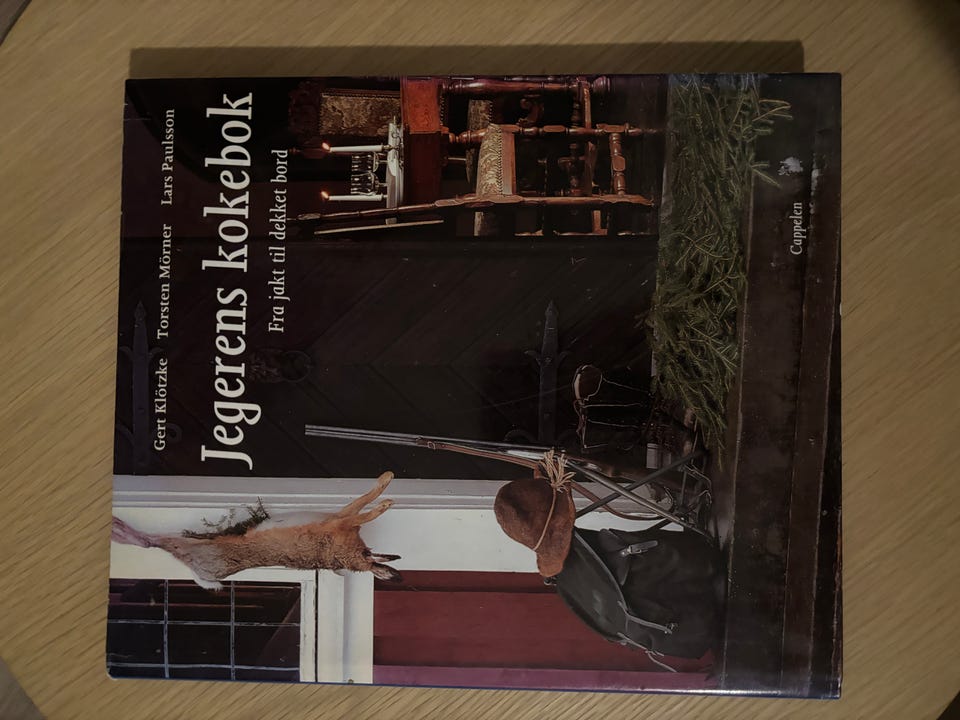 Gert Klötzke Torsten Mörner Lars Paulsson
Jegerens kokebok
Fra jakt til dekket bord
Cappelen